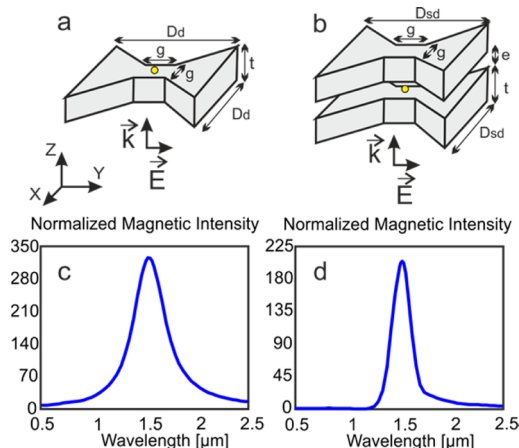 a
Dd
g
g
t
Dd
k
E
Z
Y
X
b
Dsd
g
g
e
t
Dsd
k
E
Normalized Magnetic Intensity
350
280
210
140
70
0
c
0.5 1 1.5 2 2.5
Wavelength [µm]
Normalized Magnetic Intensity
225
180
135
90
45
0
d
0.5 1 1.5 2 2.5
Wavelength [µm]